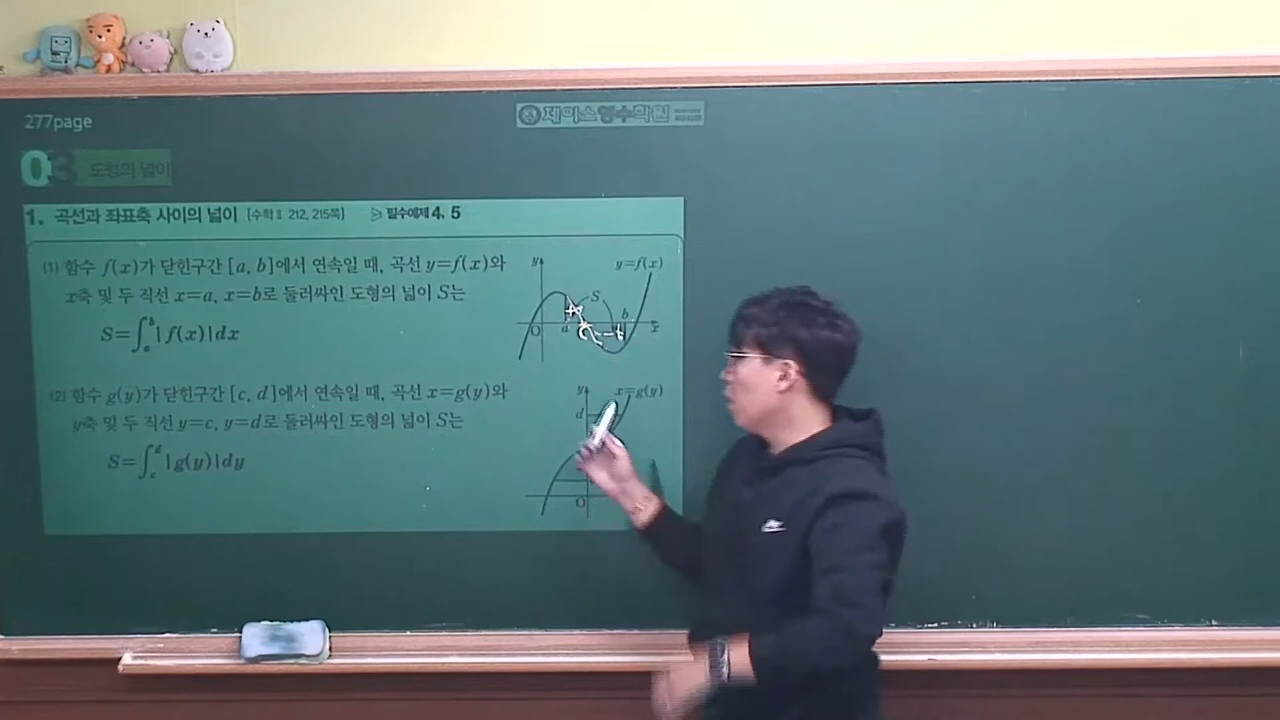 277page
제이스영수학원
03 도형의 넓이
1. 곡선과 좌표축 사이의 넓이 [수학Ⅱ 212, 215쪽] ▷ 필수예제 4, 5
(1) 함수 f(x)가 닫힌구간 [a, b]에서 연속일 때, 곡선 y=f(x)와
x축 및 두 직선 x=a, x=b로 둘러싸인 도형의 넓이 S는
S=∫ₐᵇ|f(x)|dx
y y=f(x)
S
O a b x
(2) 함수 g(y)가 닫힌구간 [c, d]에서 연속일 때, 곡선 x=g(y)와
y축 및 두 직선 y=c, y=d로 둘러싸인 도형의 넓이 S는
S=∫_c^d|g(y)|dy
y x=g(y)
d
O